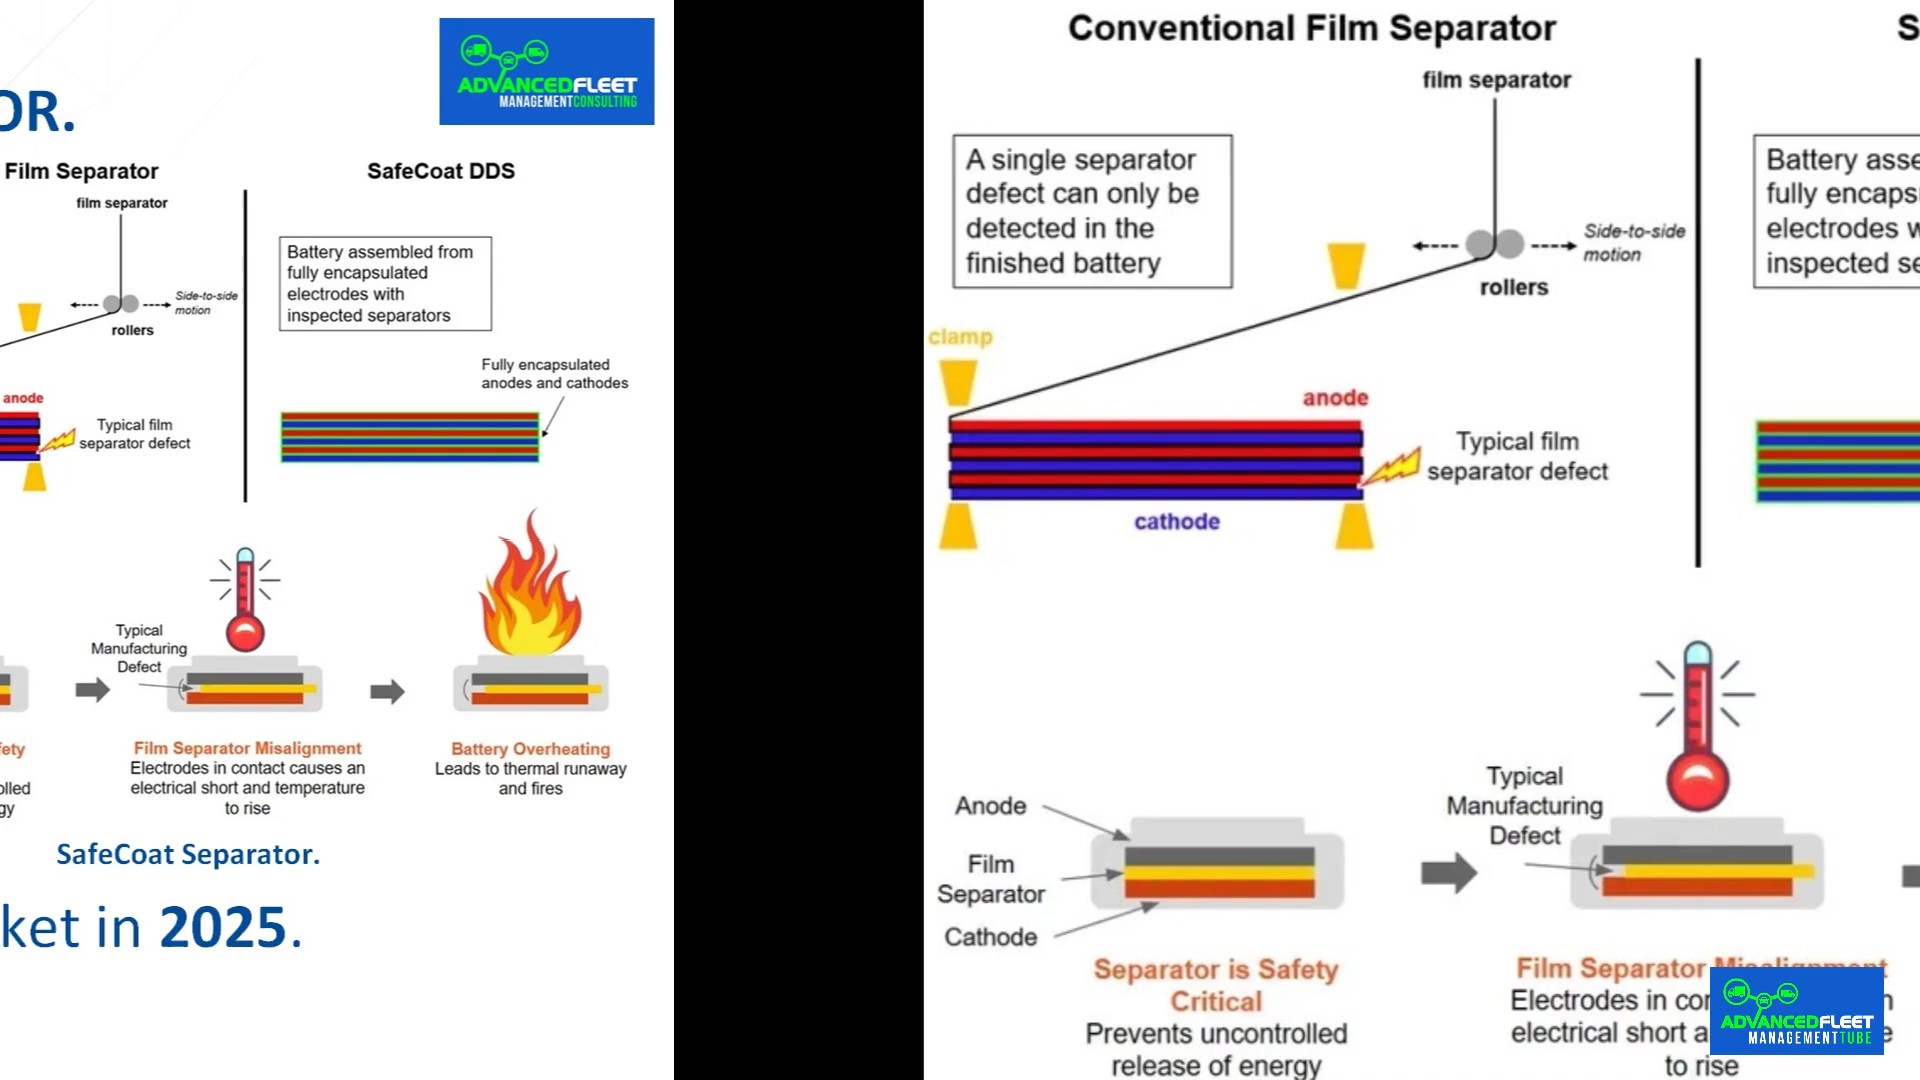 OR.
ADVANCEDFLEET
MANAGEMENTCONSULTING
Film Separator
SafeCoat DDS
film separator
Side-to-side
motion
rollers
Battery assembled from
fully encapsulated
electrodes with
inspected separators
Fully encapsulated
anodes and cathodes
anode
Typical film
separator defect
Typical
Manufacturing
Defect
fety
olled
gy
Film Separator Misalignment
Electrodes in contact causes an
electrical short and temperature
to rise
Battery Overheating
Leads to thermal runaway
and fires
SafeCoat Separator.
ket in 2025.
Conventional Film Separator
S
film separator
A single separator
defect can only be
detected in the
finished battery
Side-to-side
motion
rollers
Battery asse
fully encaps
electrodes w
inspected se
clamp
anode
Typical film
separator defect
cathode
Typical
Manufacturing
Defect
Anode
Film
Separator
Cathode
Separator is Safety
Critical
Prevents uncontrolled
release of energy
Film Separator Misalignment
Electrodes in con
electrical short a
to rise
ADVANCEDFLEET
MANAGEMENTTUBE